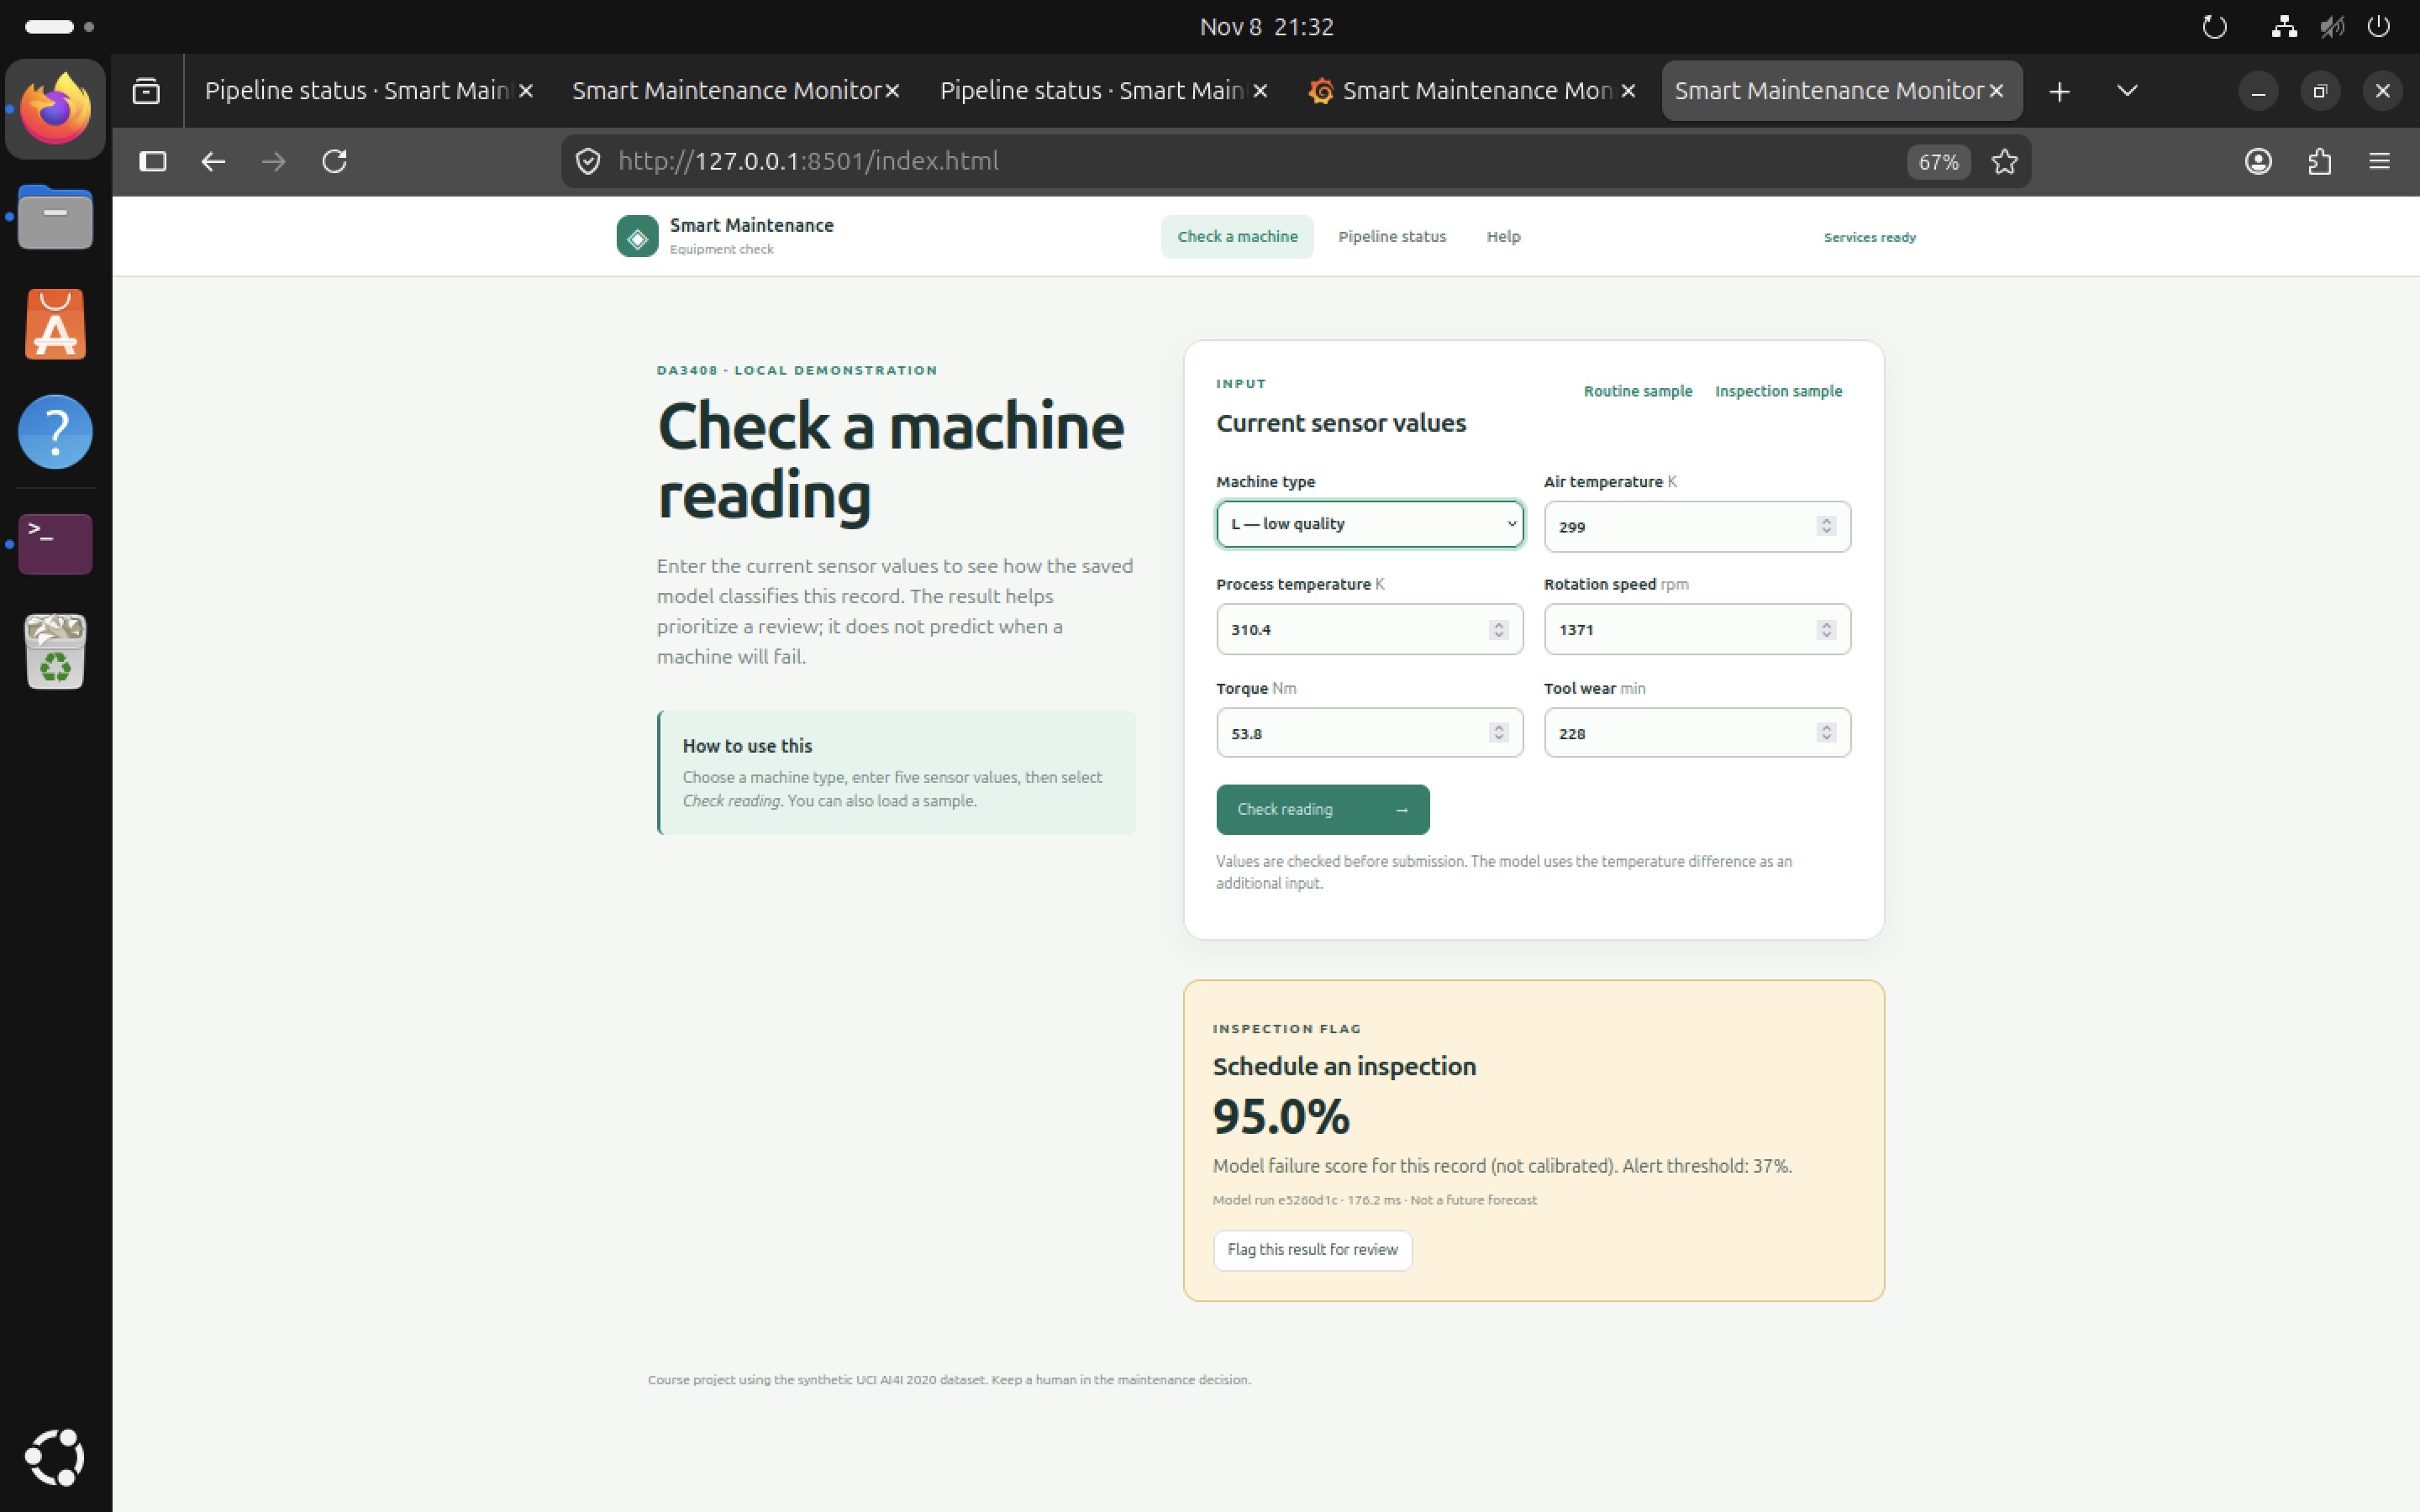 Nov 8 21:32
Pipeline status · Smart Main
Smart Maintenance Monitor
Pipeline status · Smart Main
Smart Maintenance Mon
Smart Maintenance Monitor
http://127.0.0.1:8501/index.html
67%
Smart Maintenance
Equipment check
Check a machine
Pipeline status
Help
Services ready
DA3408 · LOCAL DEMONSTRATION
Check a machine
reading
Enter the current sensor values to see how the saved
model classifies this record. The result helps
prioritize a review; it does not predict when a
machine will fail.
How to use this
Choose a machine type, enter five sensor values, then select
Check reading. You can also load a sample.
INPUT
Current sensor values
Routine sample
Inspection sample
Machine type
L — low quality
Air temperature K
299
Process temperature K
310.4
Rotation speed rpm
1371
Torque Nm
53.8
Tool wear min
228
Check reading →
Values are checked before submission. The model uses the temperature difference as an
additional input.
INSPECTION FLAG
Schedule an inspection
95.0%
Model failure score for this record (not calibrated). Alert threshold: 37%.
Model run e5260d1c · 176.2 ms · Not a future forecast
Flag this result for review
Course project using the synthetic UCI AI4I 2020 dataset. Keep a human in the maintenance decision.